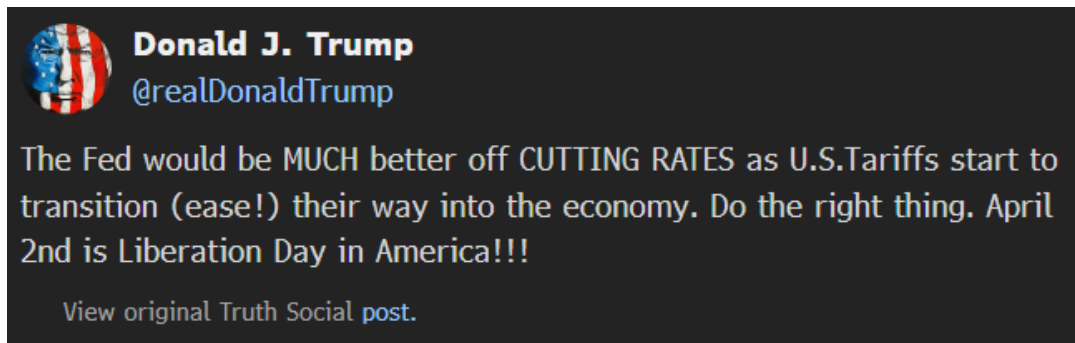 Donald J. Trump
@realDonaldTrump
The Fed would be MUCH better off CUTTING RATES as U.S.Tariffs start to
transition (ease!) their way into the economy. Do the right thing. April
2nd is Liberation Day in America!!!
View original Truth Social post.